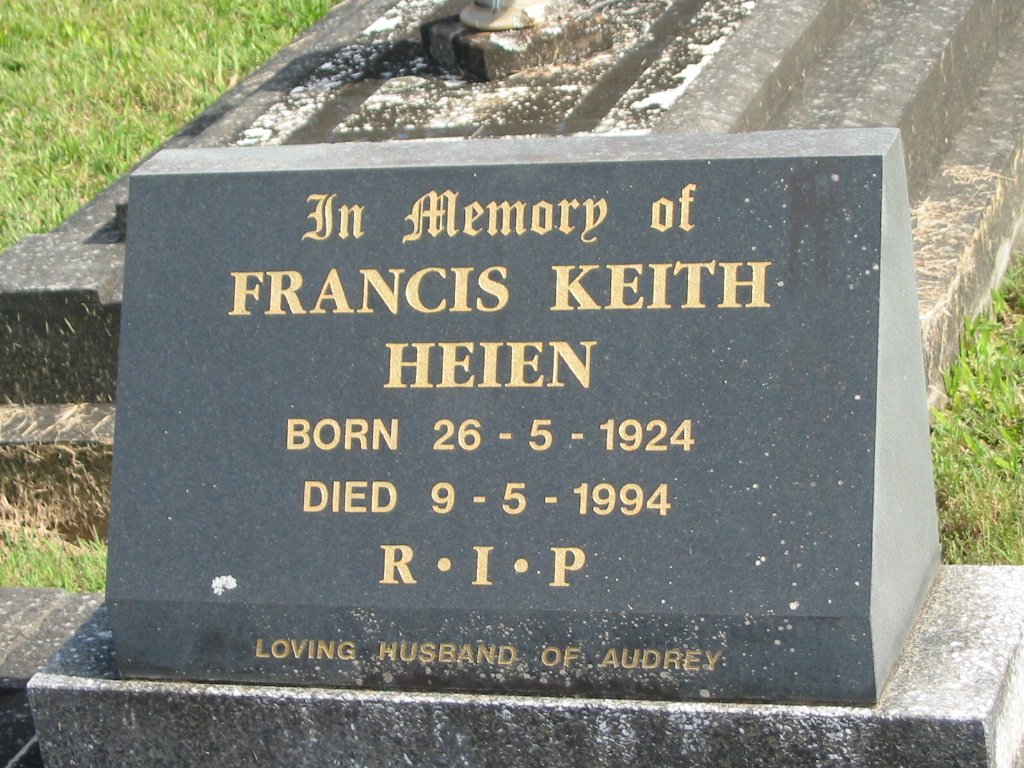 In Memory of
FRANCIS KEITH
HEIEN
BORN 26 - 5 - 1924
DIED 9 - 5 - 1994
R • I • P
LOVING HUSBAND OF AUDREY